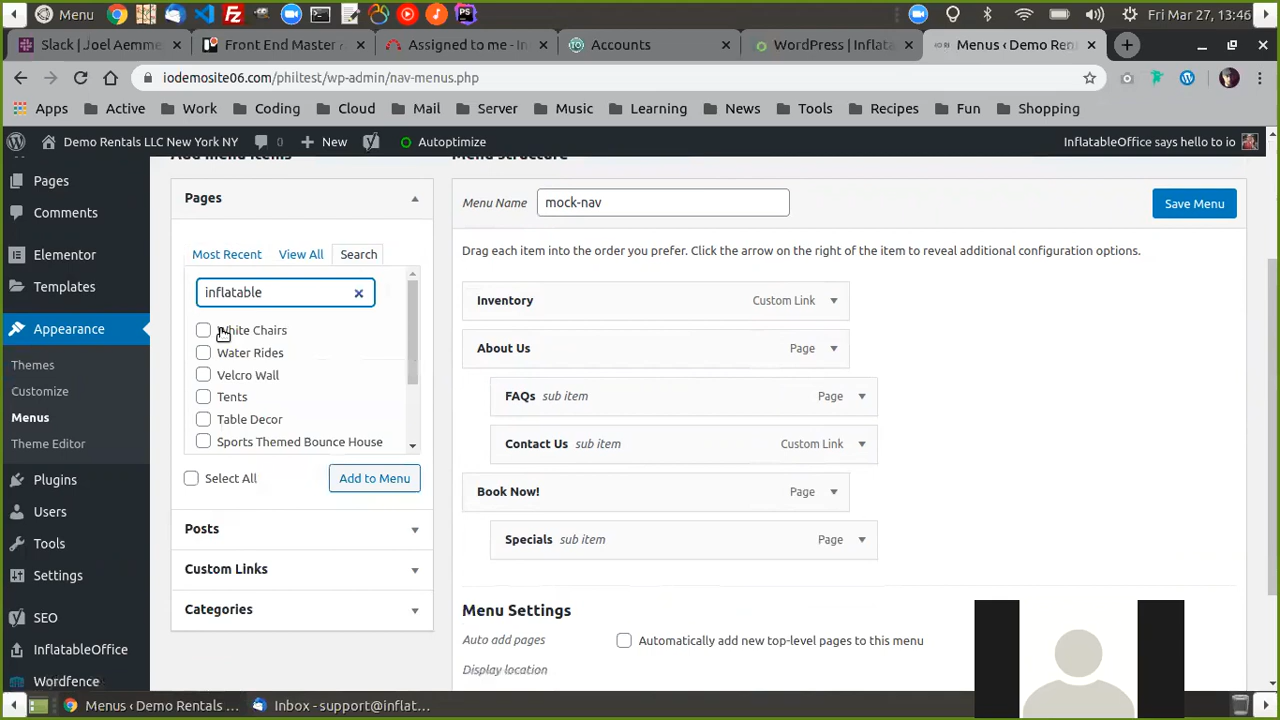 Menu
Fri Mar 27, 13:46
Slack | Joel Aemme
Front End Master
Assigned to me - In
Accounts
WordPress | Inflata
Menus ‹ Demo Ren
iodemosite06.com/philtest/wp-admin/nav-menus.php
Apps
Active
Work
Coding
Cloud
Mail
Server
Music
Learning
News
Tools
Recipes
Fun
Shopping
Demo Rentals LLC New York NY
0
New
Autoptimize
InflatableOffice says hello to io
Pages
Comments
Elementor
Templates
Appearance
Themes
Customize
Menus
Theme Editor
Plugins
Users
Tools
Settings
SEO
InflatableOffice
Wordfence
Add menu items
Pages
Most Recent
View All
Search
inflatable
White Chairs
Water Rides
Velcro Wall
Tents
Table Decor
Sports Themed Bounce House
Select All
Add to Menu
Posts
Custom Links
Categories
Menu structure
Menu Name
mock-nav
Save Menu
Drag each item into the order you prefer. Click the arrow on the right of the item to reveal additional configuration options.
Inventory
Custom Link
About Us
Page
FAQs sub item
Page
Contact Us sub item
Custom Link
Book Now!
Page
Specials sub item
Page
Menu Settings
Auto add pages
Automatically add new top-level pages to this menu
Display location
Menus ‹ Demo Rentals ...
Inbox - support@inflat...